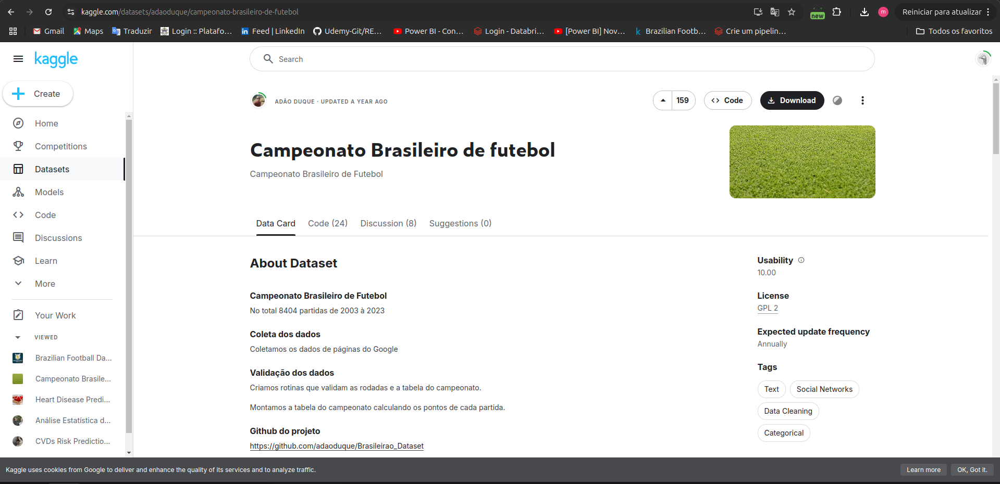 kaggle.com/datasets/adaoduque/campeonato-brasileiro-de-futebol
new
m
Reiniciar para atualizar
Gmail
Maps
Traduzir
Login :: Platafo...
Feed | LinkedIn
Udemy-Git/RE...
Power BI - Con...
Login - Databri...
[Power BI] Nov...
Brazilian Footb...
Crie um pipelin...
Todos os favoritos
kaggle
Search
Create
Home
Competitions
Datasets
Models
Code
Discussions
Learn
More
Your Work
VIEWED
Brazilian Football Da...
Campeonato Brasile...
Heart Disease Predi...
Análise Estatística d...
CVDs Risk Predictio...
ADÃO DUQUE · UPDATED A YEAR AGO
159
Code
Download
Campeonato Brasileiro de futebol
Campeonato Brasileiro de Futebol
Data Card
Code (24)
Discussion (8)
Suggestions (0)
About Dataset
Campeonato Brasileiro de Futebol
No total 8404 partidas de 2003 à 2023
Coleta dos dados
Coletamos os dados de páginas do Google
Validação dos dados
Criamos rotinas que validam as rodadas e a tabela do campeonato.
Montamos a tabela do campeonato calculando os pontos de cada partida.
Github do projeto
https://github.com/adaoduque/Brasileirao_Dataset
Usability
10.00
License
GPL 2
Expected update frequency
Annually
Tags
Text
Social Networks
Data Cleaning
Categorical
Kaggle uses cookies from Google to deliver and enhance the quality of its services and to analyze traffic.
Learn more
OK, Got it.